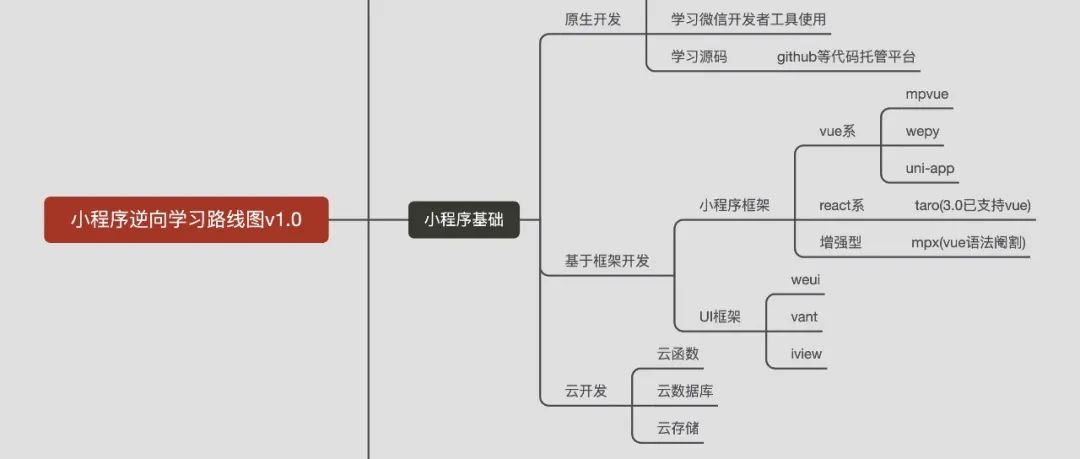 小程序逆向学习路线图v1.0
小程序基础
原生开发
学习微信开发者工具使用
学习源码
github等代码托管平台
基于框架开发
小程序框架
vue系
mpvue
wepy
uni-app
react系
taro(3.0已支持vue)
增强型
mpx(vue语法阉割)
UI框架
weui
vant
iview
云开发
云函数
云数据库
云存储